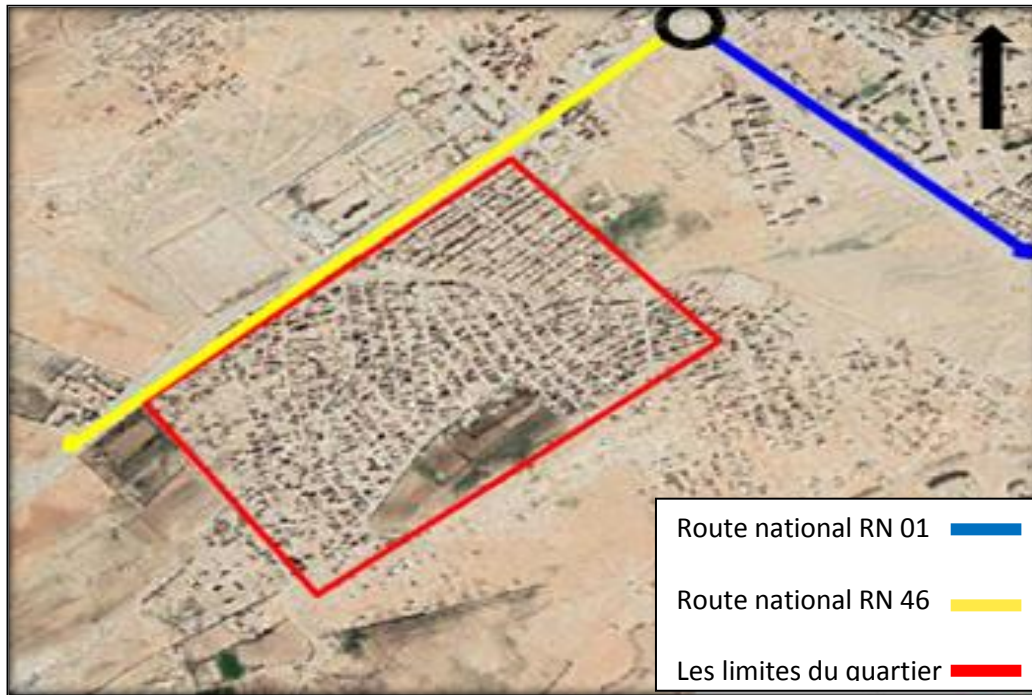 Route national RN 01
Route national RN 46
Les limites du quartier